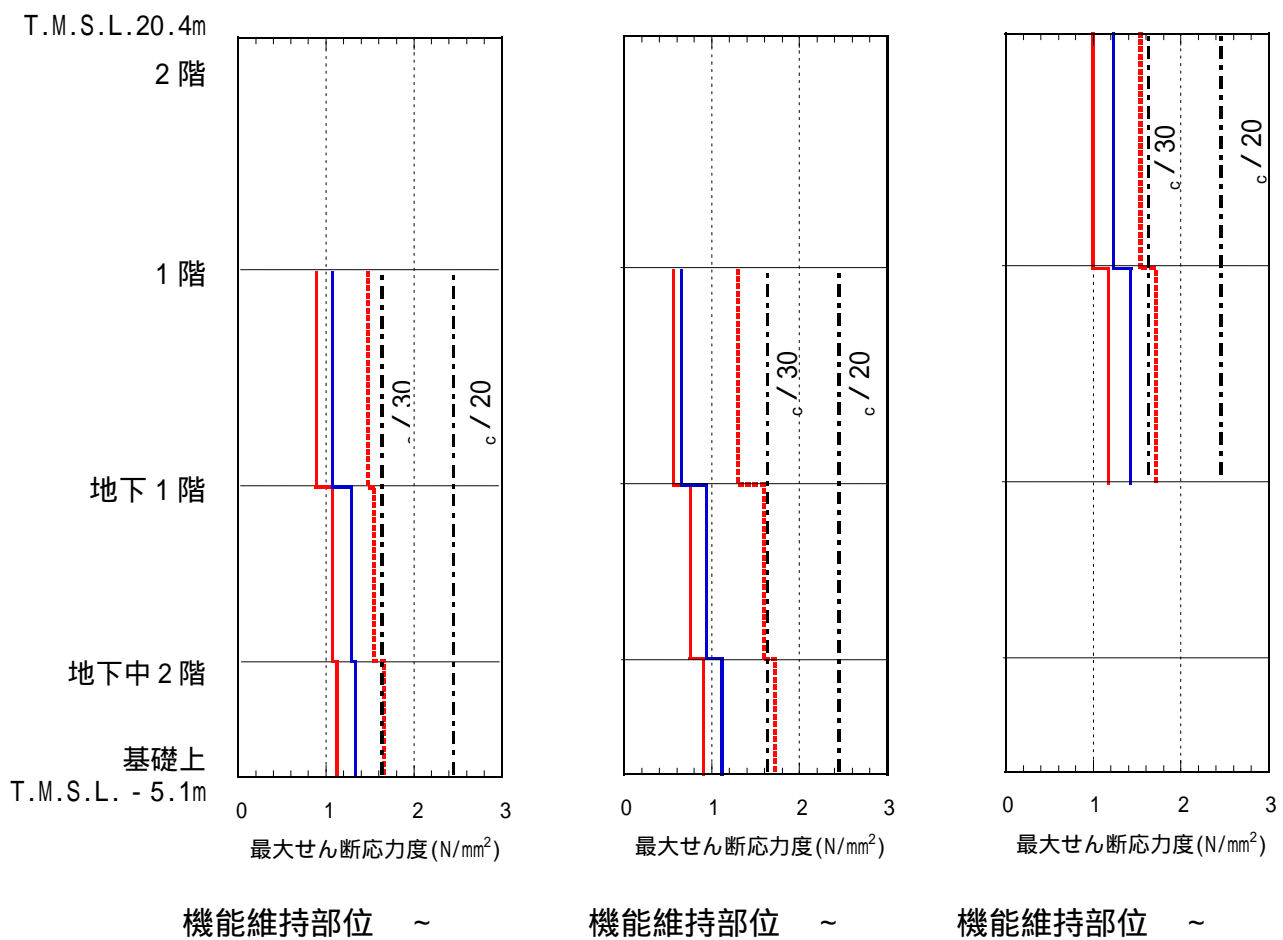 T.M.S.L.20.4m
2階
1階
地下1階
地下中2階
基礎上
T.M.S.L. - 5.1m
c/30
c/20
0 1 2 3
最大せん断応力度(N/mm²)
機能維持部位 ~
c/30
c/20
0 1 2 3
最大せん断応力度(N/mm²)
機能維持部位 ~
c/30
c/20
0 1 2 3
最大せん断応力度(N/mm²)
機能維持部位 ~